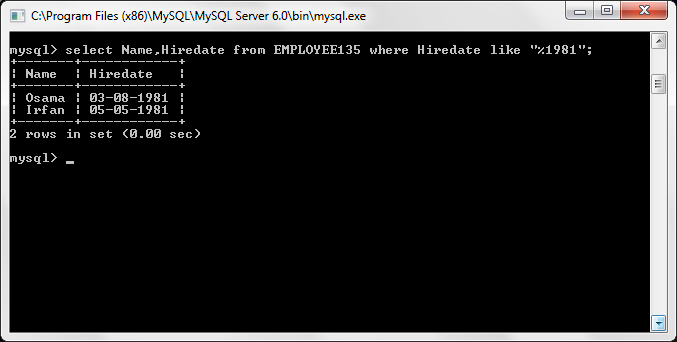 C:\Program Files (x86)\MySQL\MySQL Server 6.0\bin\mysql.exe
mysql> select Name,Hiredate from EMPLOYEE135 where Hiredate like "%1981";
+-------+------------+
| Name  | Hiredate   |
+-------+------------+
| Osama | 03-08-1981 |
| Irfan | 05-05-1981 |
+-------+------------+
2 rows in set (0.00 sec)
mysql> _